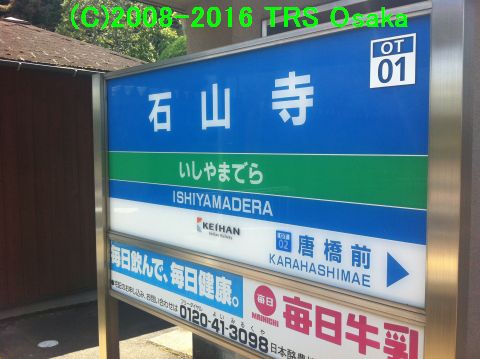 (C)2008-2016 TRS Osaka
OT
01
石山寺
いしやまでら
ISHIYAMADERA
KEIHAN
02
唐橋前
KARAHASHIMAE
毎日飲んで、毎日健康。
毎日
MAINICHI
毎日牛乳
0120-41-3098